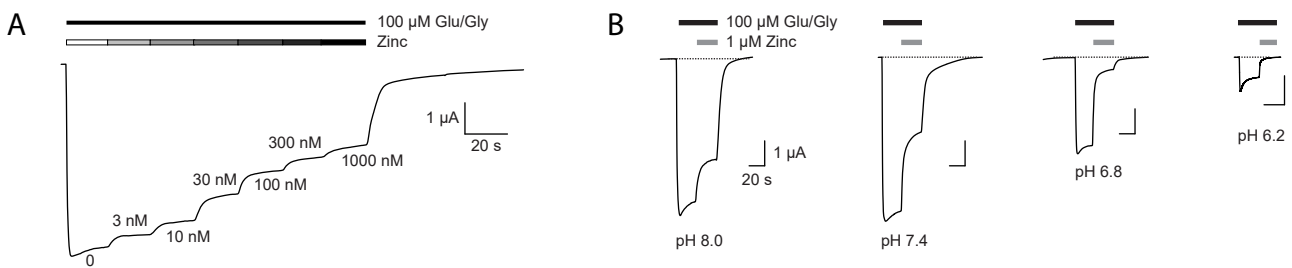 A
100 µM Glu/Gly
Zinc
1 µA
20 s
0
3 nM
10 nM
30 nM
100 nM
300 nM
1000 nM
B
100 µM Glu/Gly
1 µM Zinc
1 µA
20 s
pH 8.0
pH 7.4
pH 6.8
pH 6.2